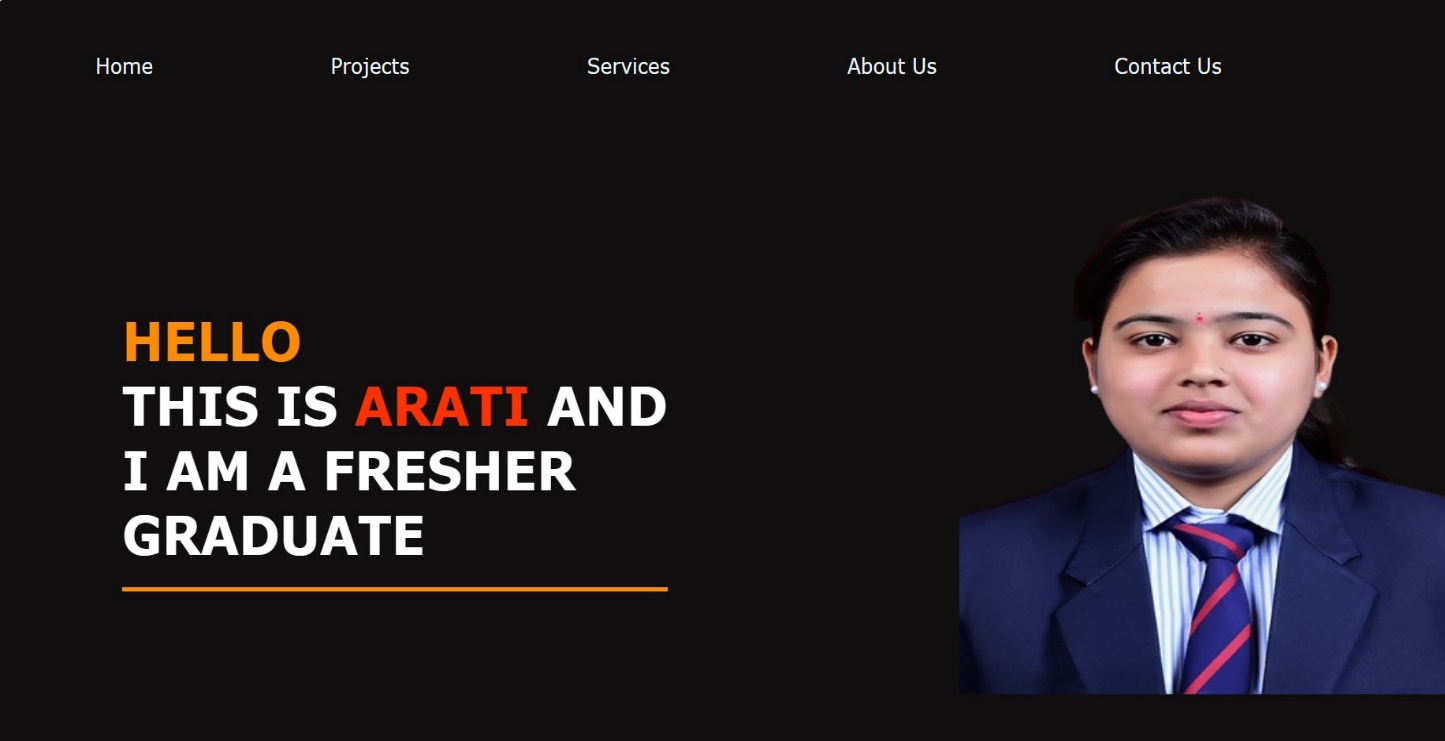 Home Projects Services About Us Contact Us
HELLO
THIS IS ARATI AND
I AM A FRESHER
GRADUATE